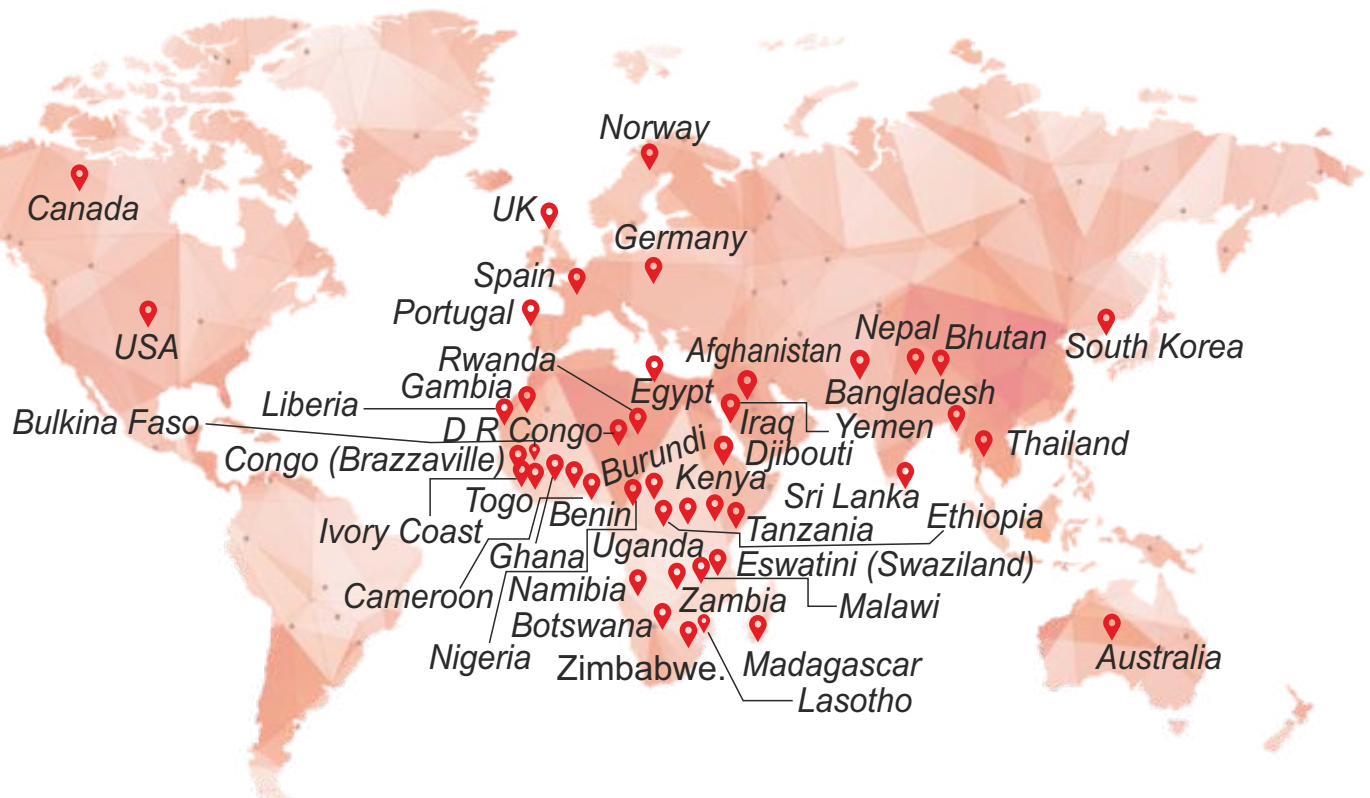 Norway
Canada
UK
Germany
Spain
Portugal
USA
Nepal
Bhutan
South Korea
Afghanistan
Rwanda
Gambia
Egypt
Bangladesh
Liberia
Bulkina Faso
D R Congo
Iraq
Yemen
Thailand
Congo (Brazzaville)
Burundi
Djibouti
Kenya
Sri Lanka
Togo
Benin
Ethiopia
Ivory Coast
Tanzania
Ghana
Uganda
Eswatini (Swaziland)
Cameroon
Namibia
Zambia
Malawi
Botswana
Nigeria
Zimbabwe.
Madagascar
Australia
Lasotho